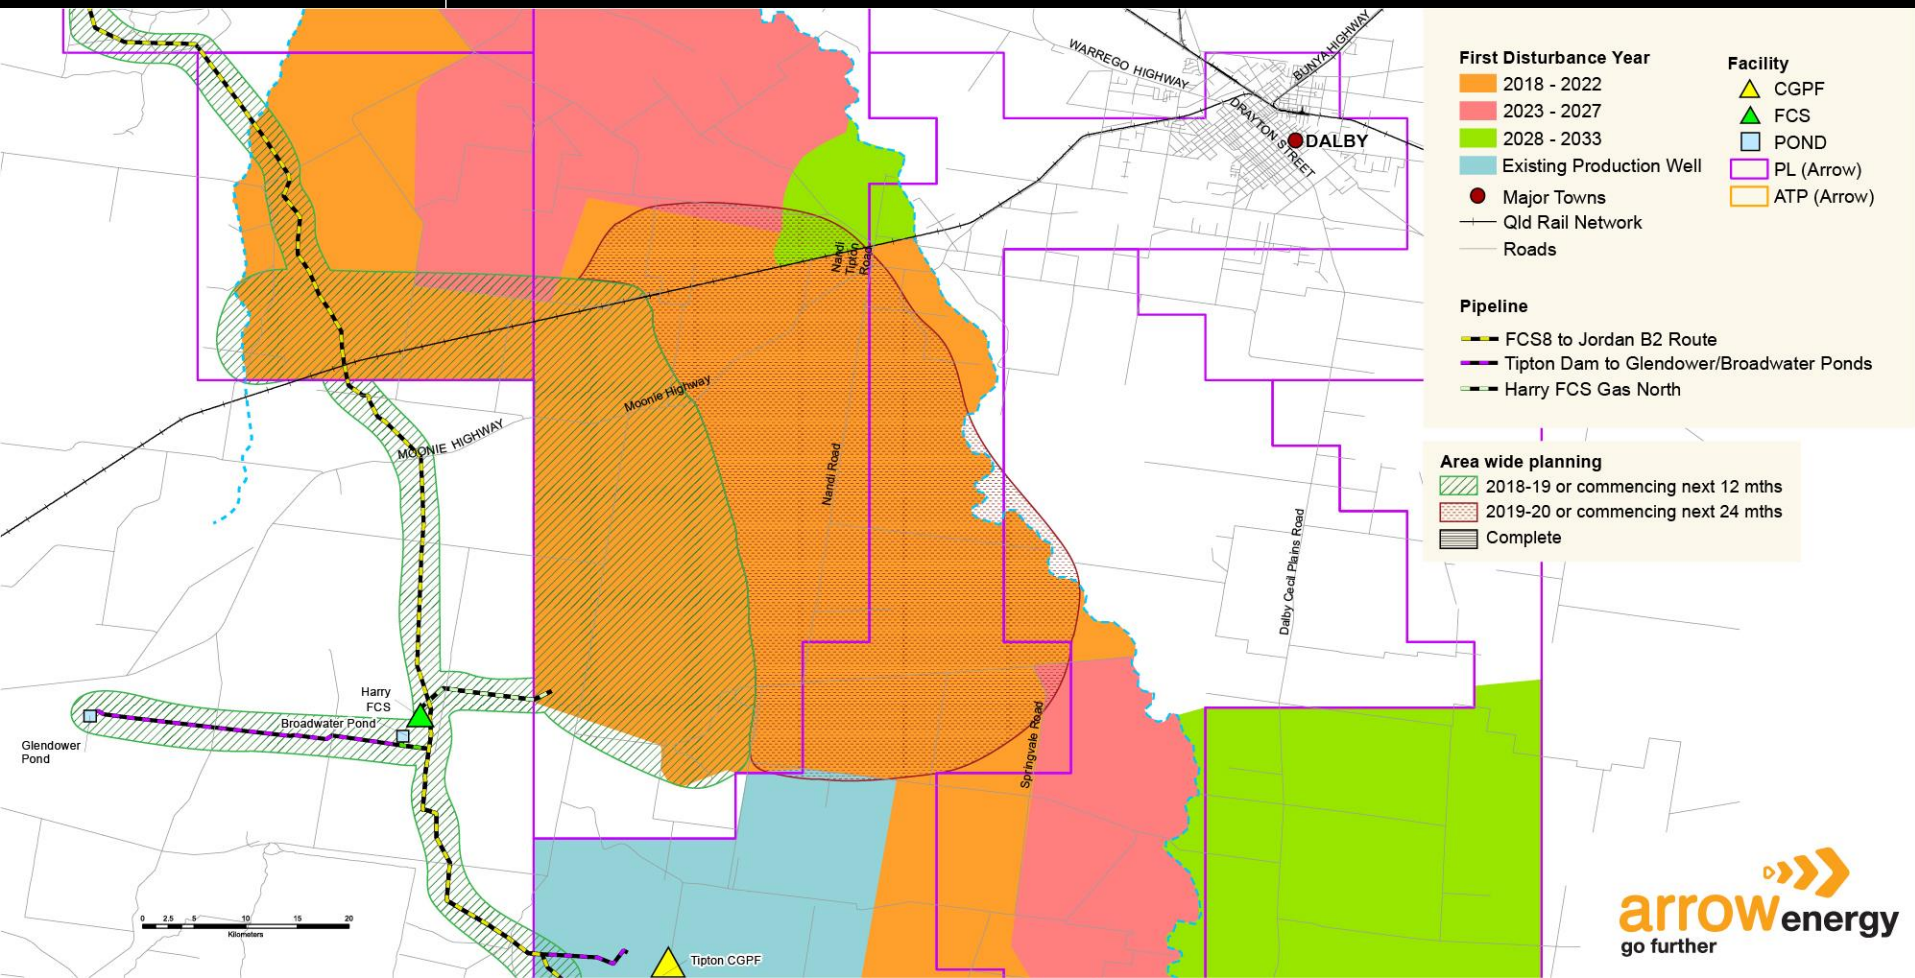 WARREGO HIGHWAY
BUNYA HIGHWAY
DRAYTON STREET
DALBY
Nandi
Tipton
Road
Moonie Highway
MOONIE HIGHWAY
Nandi Road
Dalby Cecil Plains Road
Springvale Road
Harry
FCS
Broadwater Pond
Glendower
Pond
Tipton CGPF
0 2.5 5 10 15 20
Kilometers
First Disturbance Year
2018 - 2022
2023 - 2027
2028 - 2033
Existing Production Well
Major Towns
Qld Rail Network
Roads
Facility
CGPF
FCS
POND
PL (Arrow)
ATP (Arrow)
Pipeline
FCS8 to Jordan B2 Route
Tipton Dam to Glendower/Broadwater Ponds
Harry FCS Gas North
Area wide planning
2018-19 or commencing next 12 mths
2019-20 or commencing next 24 mths
Complete
arrow energy
go further